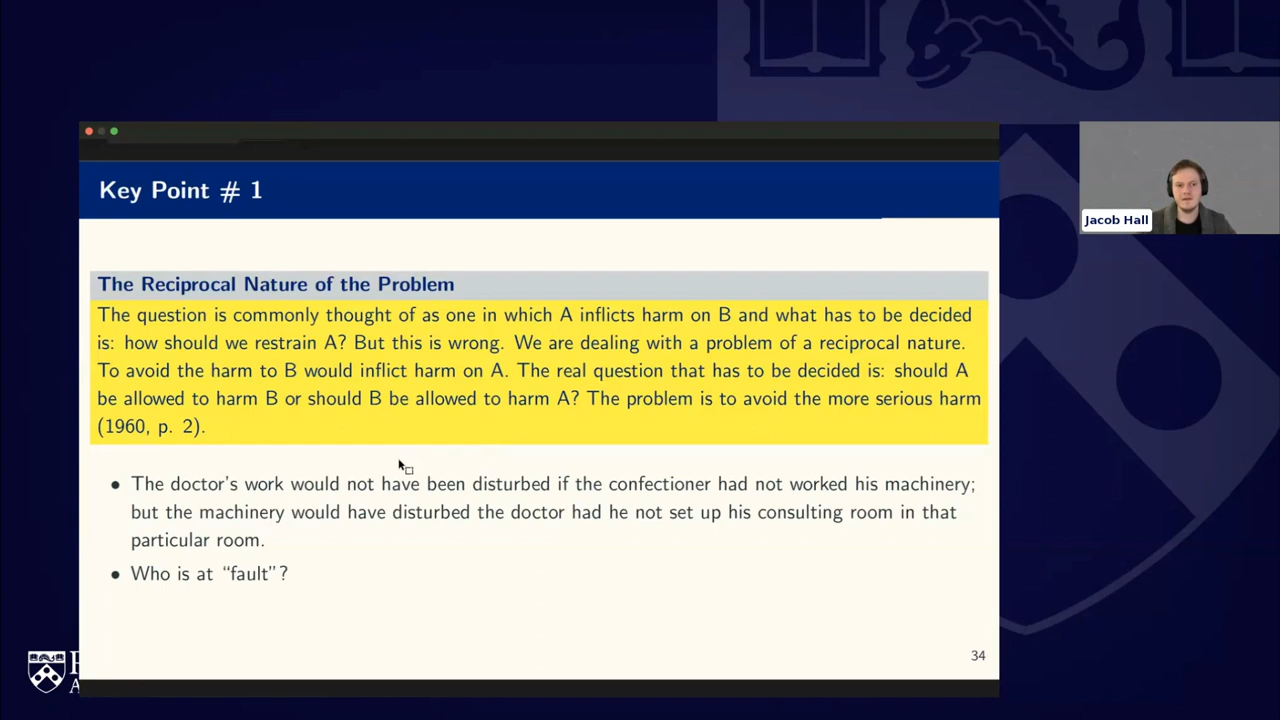 Key Point # 1
Jacob Hall
The Reciprocal Nature of the Problem
The question is commonly thought of as one in which A inflicts harm on B and what has to be decided
is: how should we restrain A? But this is wrong. We are dealing with a problem of a reciprocal nature.
To avoid the harm to B would inflict harm on A. The real question that has to be decided is: should A
be allowed to harm B or should B be allowed to harm A? The problem is to avoid the more serious harm
(1960, p. 2).
• The doctor's work would not have been disturbed if the confectioner had not worked his machinery;
but the machinery would have disturbed the doctor had he not set up his consulting room in that
particular room.
• Who is at “fault”?
34